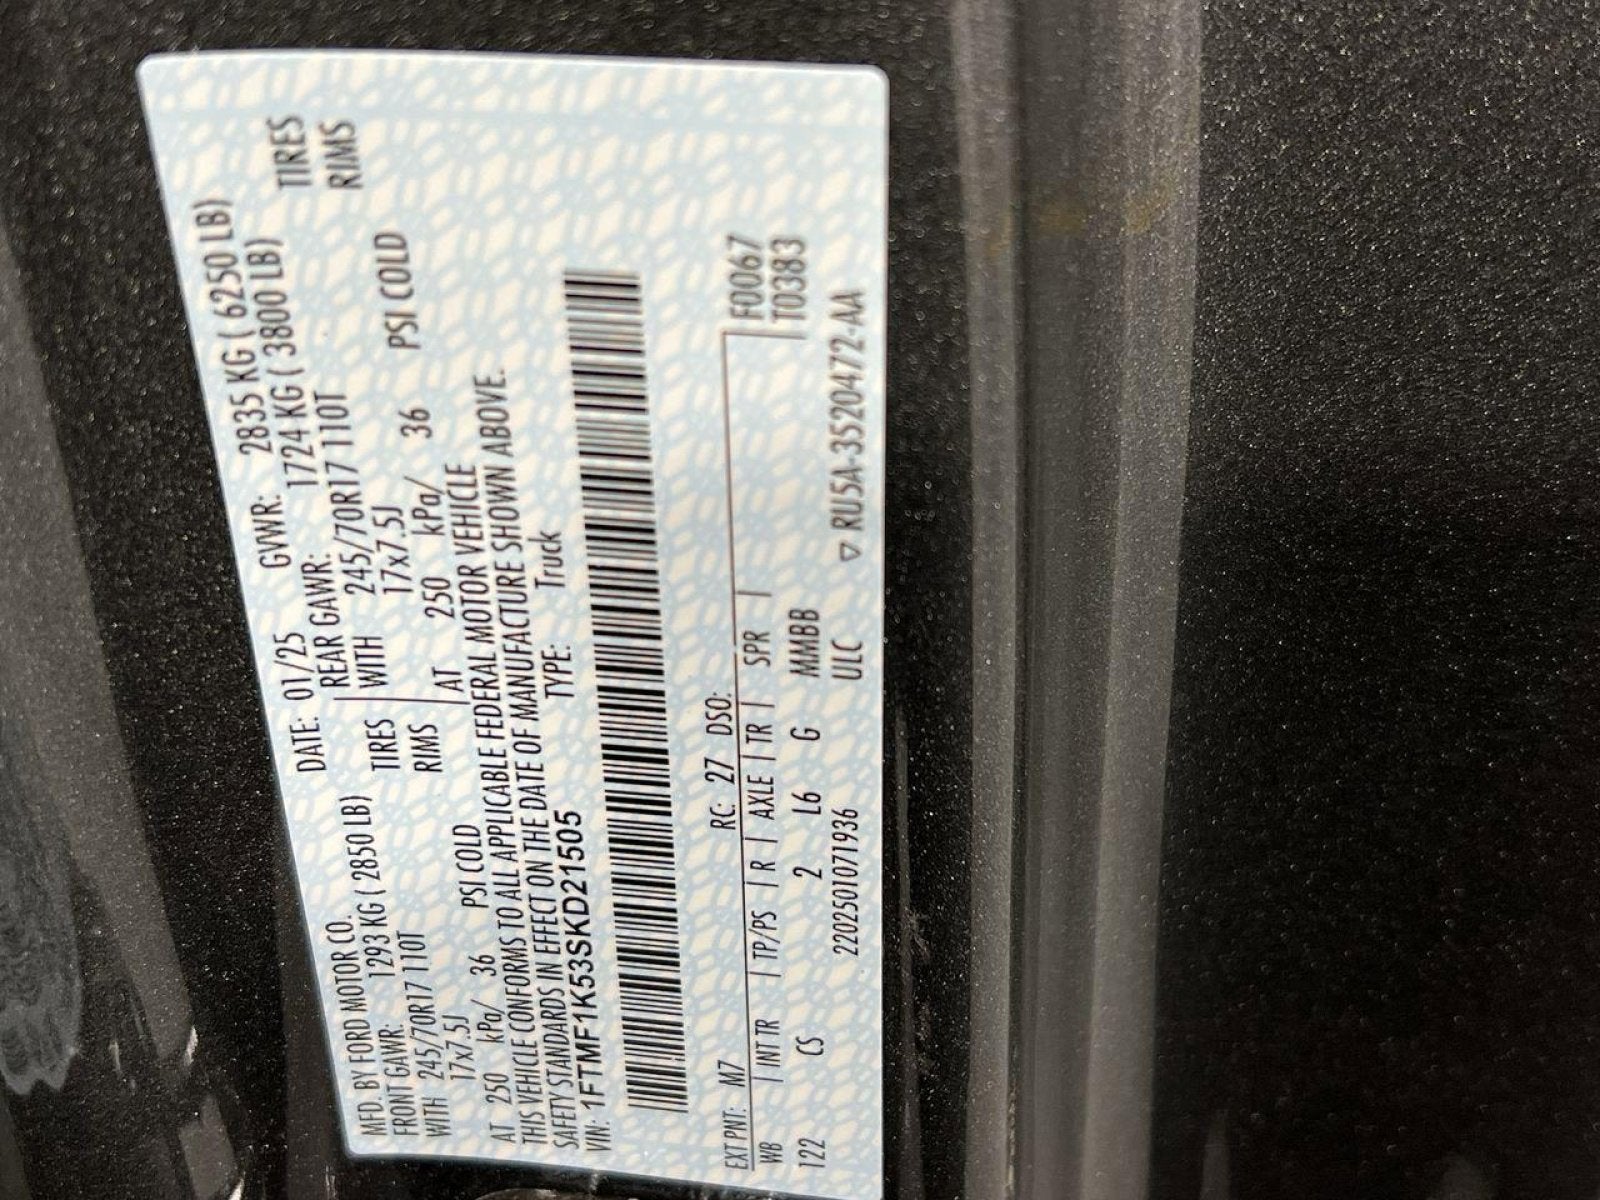 MFD. BY FORD MOTOR CO. DATE: 01/25 GVWR: 2835 KG ( 6250 LB)
FRONT GAWR: 1293 KG ( 2850 LB) REAR GAWR: 1724 KG ( 3800 LB)
WITH 245/70R17 110T TIRES WITH 245/70R17 110T TIRES
17x7.5J RIMS 17x7.5J RIMS
AT 250 kPa/ 36 PSI COLD AT 250 kPa/ 36 PSI COLD
THIS VEHICLE CONFORMS TO ALL APPLICABLE FEDERAL MOTOR VEHICLE
SAFETY STANDARDS IN EFFECT ON THE DATE OF MANUFACTURE SHOWN ABOVE.
VIN: 1FTMF1K53SKD21505 TYPE: Truck
EXT PNT: M7 RC: 27 DSO: F0067
WB | INT TR | TP/PS | R | AXLE | TR | SPR | T0383
122 CS 2 L6 G MMBB
2202501071936 ULC ▽ RU5A-3520472-AA